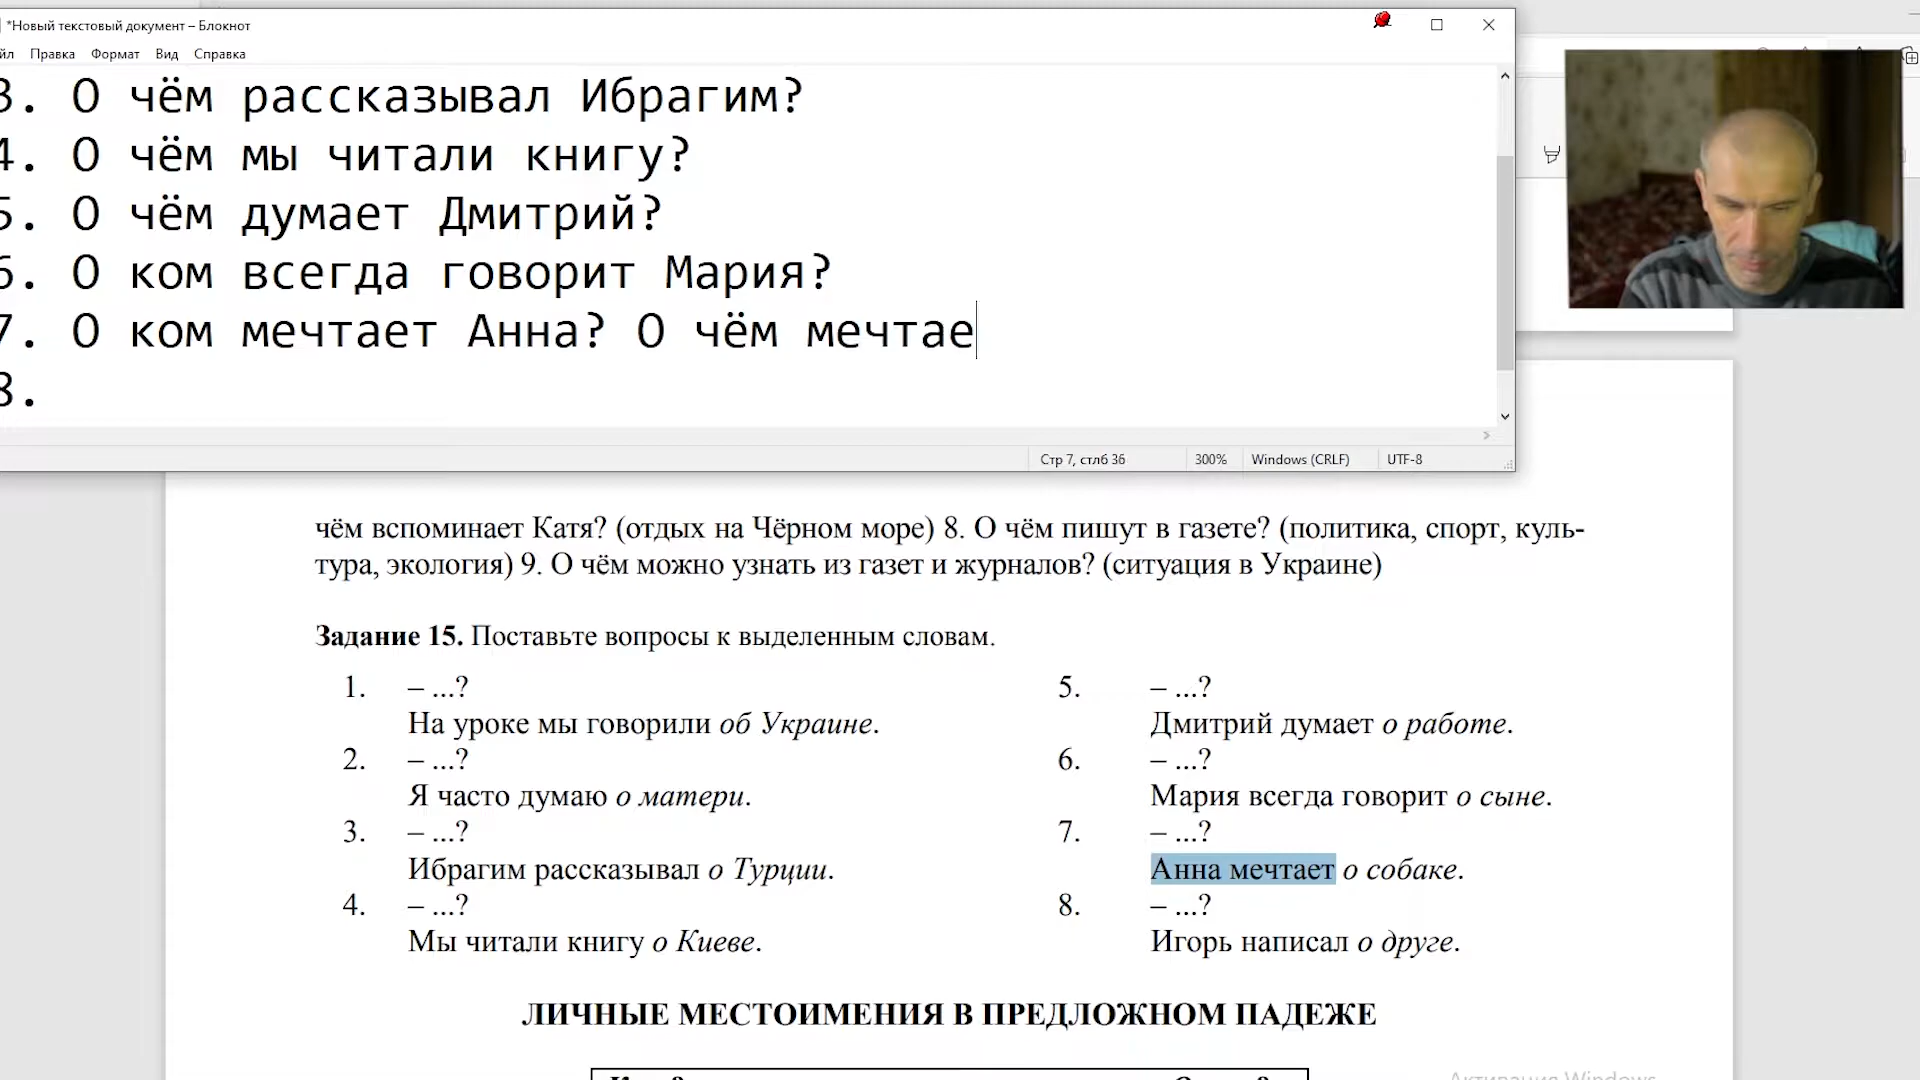 *Новый текстовый документ – Блокнот
йл Правка Формат Вид Справка
3. О чём рассказывал Ибрагим?
4. О чём мы читали книгу?
5. О чём думает Дмитрий?
6. О ком всегда говорит Мария?
7. О ком мечтает Анна? О чём мечтае
8.
Стр 7, стлб 36 300% Windows (CRLF) UTF-8
чём вспоминает Катя? (отдых на Чёрном море) 8. О чём пишут в газете? (политика, спорт, куль-
тура, экология) 9. О чём можно узнать из газет и журналов? (ситуация в Украине)
Задание 15. Поставьте вопросы к выделенным словам.
1. – ...?
На уроке мы говорили об Украине.
2. – ...?
Я часто думаю о матери.
3. – ...?
Ибрагим рассказывал о Турции.
4. – ...?
Мы читали книгу о Киеве.
5. – ...?
Дмитрий думает о работе.
6. – ...?
Мария всегда говорит о сыне.
7. – ...?
Анна мечтает о собаке.
8. – ...?
Игорь написал о друге.
ЛИЧНЫЕ МЕСТОИМЕНИЯ В ПРЕДЛОЖНОМ ПАДЕЖЕ
Активация Windows